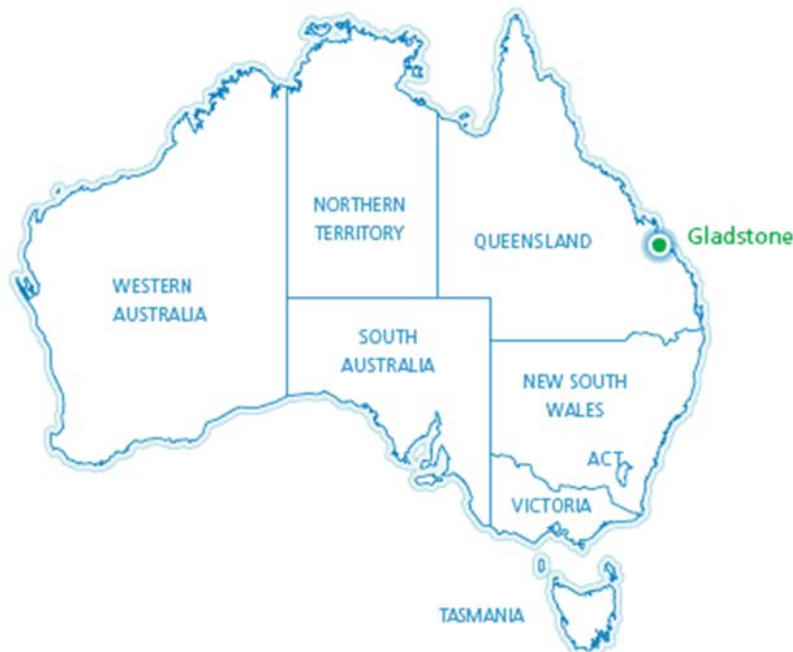 NORTHERN
TERRITORY
QUEENSLAND
Gladstone
WESTERN
AUSTRALIA
SOUTH
AUSTRALIA
NEW SOUTH
WALES
ACT
VICTORIA
TASMANIA